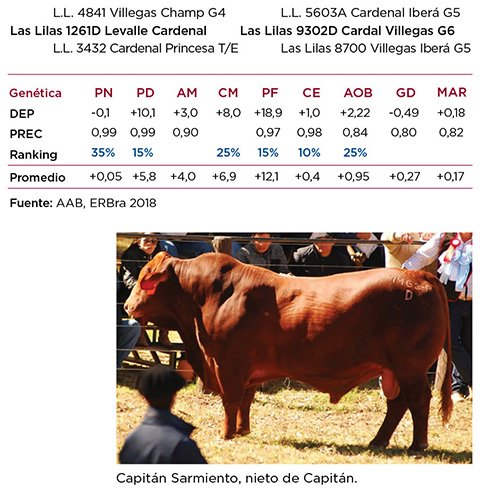 L.L. 4841 Villegas Champ G4 L.L. 5603A Cardenal Iberá G5
Las Lilas 1261D Levalle Cardenal Las Lilas 9302D Cardal Villegas G6
L.L. 3432 Cardenal Princesa T/E Las Lilas 8700 Villegas Iberá G5
Genética PN PD AM CM PF CE AOB GD MAR
DEP -0,1 +10,1 +3,0 +8,0 +18,9 +1,0 +2,22 -0,49 +0,18
PREC 0,99 0,99 0,90 0,97 0,98 0,84 0,80 0,82
Ranking 35% 15% 25% 15% 10% 25%
Promedio +0,05 +5,8 +4,0 +6,9 +12,1 +0,4 +0,95 +0,27 +0,17
Fuente: AAB, ERBra 2018
D
Capitán Sarmiento, nieto de Capitán.